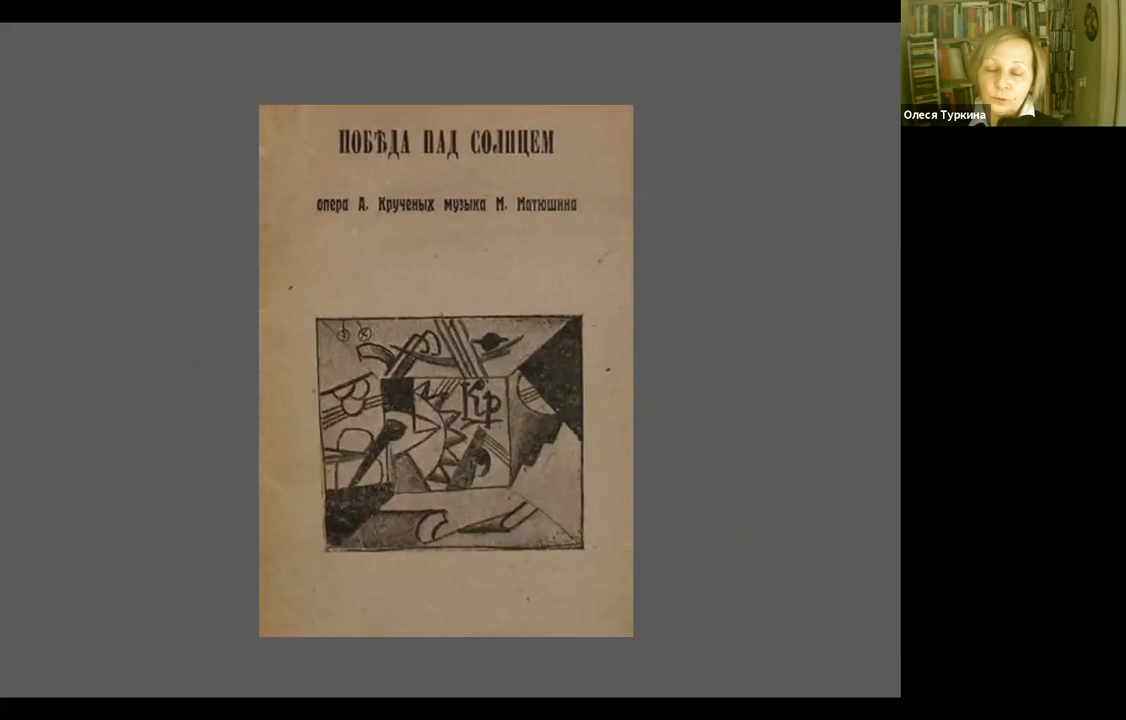 ПОБѢДА НАД СОЛНЦЕМ
опера А. Крученых музыка М. Матюшина
Кр
Олеся Туркина